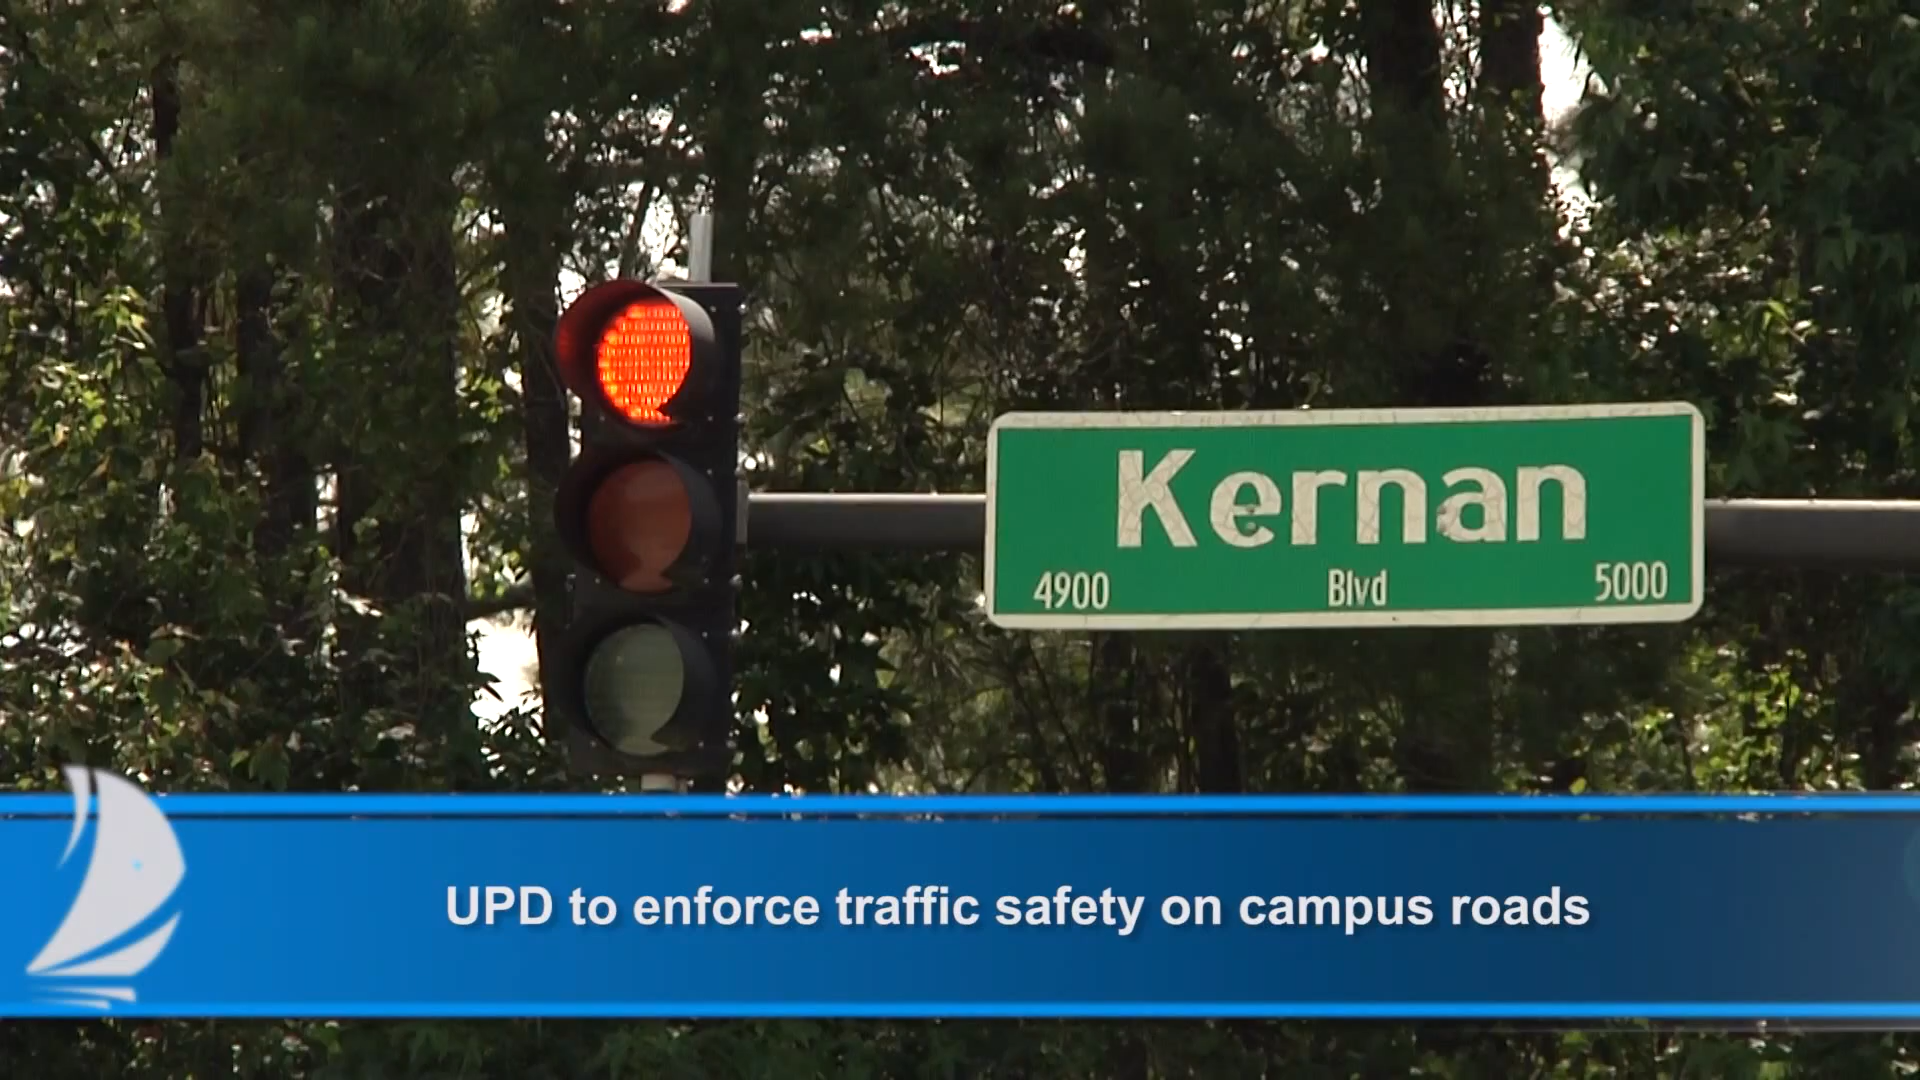 Kernan
4900 Blvd 5000
UPD to enforce traffic safety on campus roads